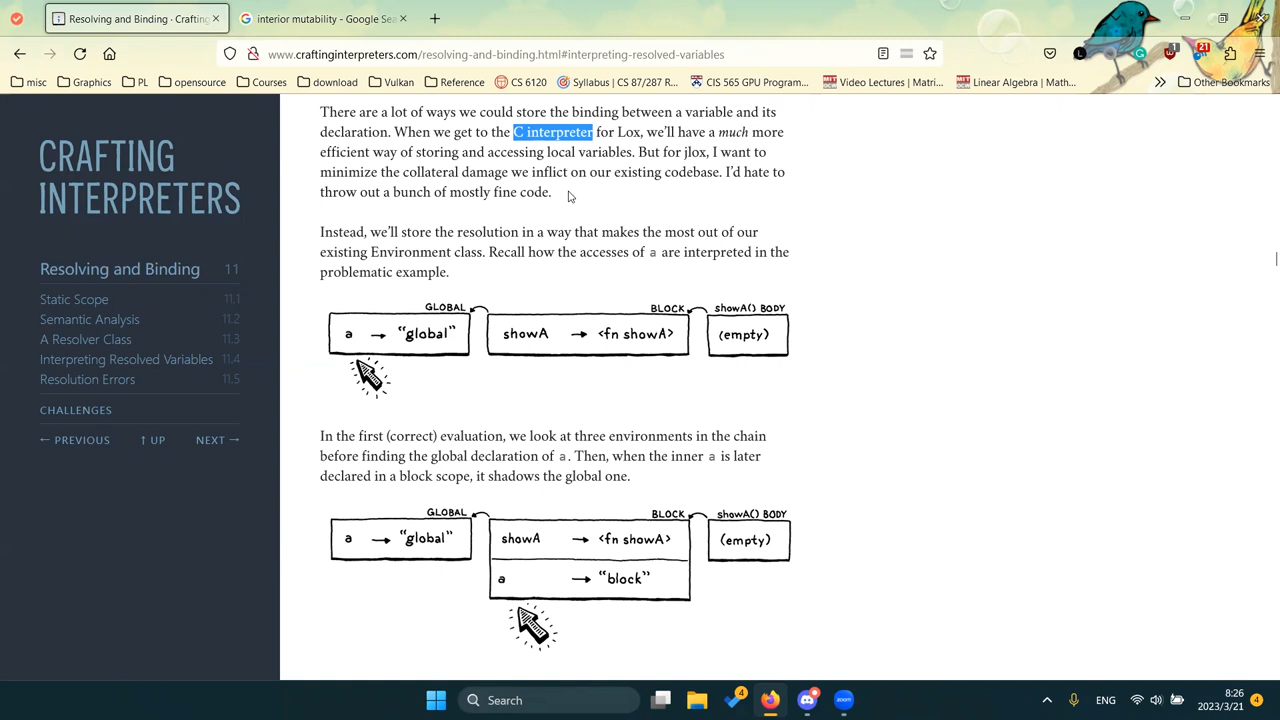 Resolving and Binding · Crafting
interior mutability - Google Sea
www.craftinginterpreters.com/resolving-and-binding.html#interpreting-resolved-variables
1
21
misc
Graphics
PL
opensource
Courses
download
Vulkan
Reference
CS 6120
Syllabus | CS 87/287 R...
CIS 565 GPU Program...
Video Lectures | Matri...
Linear Algebra | Mathe...
Other Bookmarks
CRAFTING
INTERPRETERS
Resolving and Binding 11
Static Scope 11.1
Semantic Analysis 11.2
A Resolver Class 11.3
Interpreting Resolved Variables 11.4
Resolution Errors 11.5
CHALLENGES
← PREVIOUS ↑ UP NEXT →
There are a lot of ways we could store the binding between a variable and its
declaration. When we get to the C interpreter for Lox, we’ll have a much more
efficient way of storing and accessing local variables. But for jlox, I want to
minimize the collateral damage we inflict on our existing codebase. I’d hate to
throw out a bunch of mostly fine code.
Instead, we’ll store the resolution in a way that makes the most out of our
existing Environment class. Recall how the accesses of a are interpreted in the
problematic example.
GLOBAL BLOCK showA() BODY
a → “global” showA → <fn showA> (empty)
In the first (correct) evaluation, we look at three environments in the chain
before finding the global declaration of a. Then, when the inner a is later
declared in a block scope, it shadows the global one.
GLOBAL BLOCK showA() BODY
a → “global” showA → <fn showA> (empty)
a → “block”
Search
4
ENG
8:26
2023/3/21
4